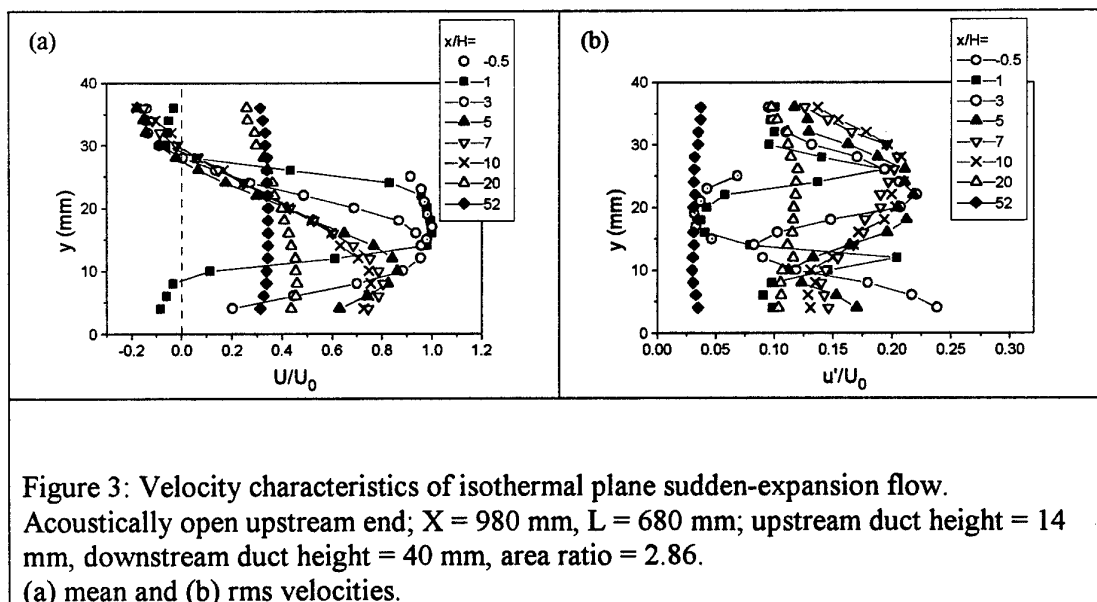 (a)
x/H=
-0.5
1
3
5
7
10
20
52
40
30
20
10
0
y (mm)
-0.2 0.0 0.2 0.4 0.6 0.8 1.0 1.2
U/U0
(b)
x/H=
-0.5
1
3
5
7
10
20
52
40
30
20
10
0
y (mm)
0.00 0.05 0.10 0.15 0.20 0.25 0.30
u'/U0
Figure 3: Velocity characteristics of isothermal plane sudden-expansion flow.
Acoustically open upstream end; X = 980 mm, L = 680 mm; upstream duct height = 14
mm, downstream duct height = 40 mm, area ratio = 2.86.
(a) mean and (b) rms velocities.